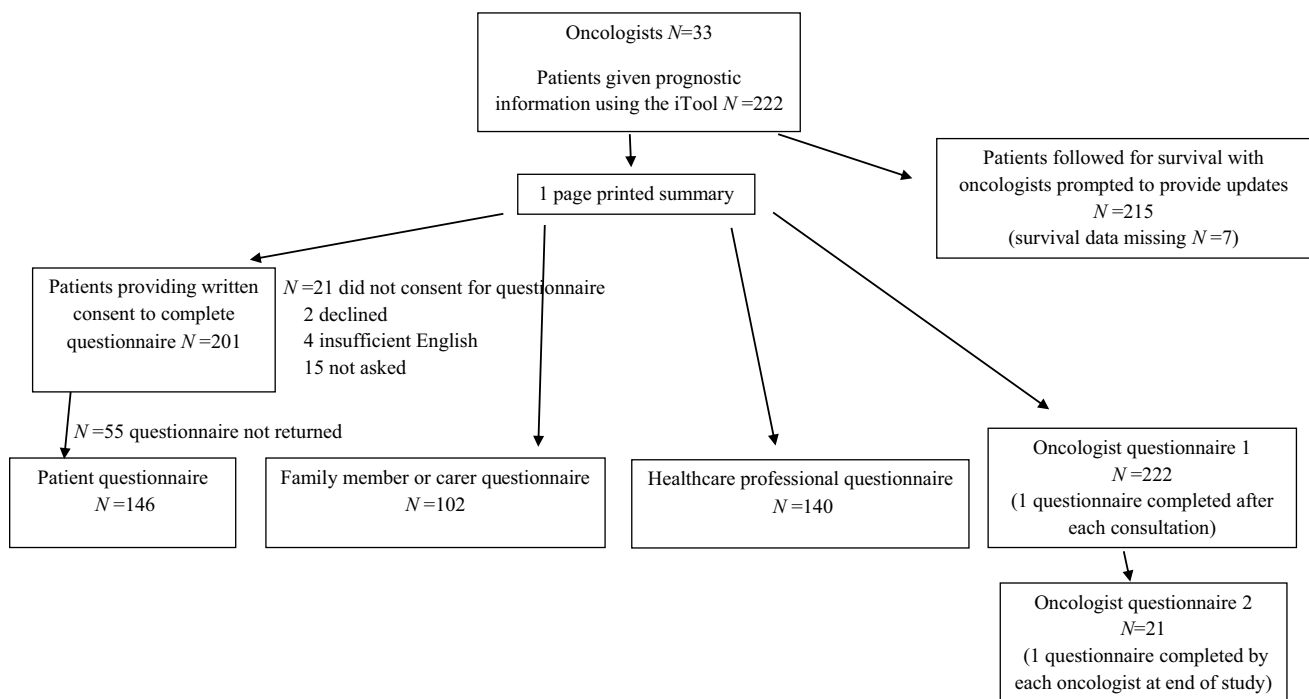 Oncologists N=33
Patients given prognostic
information using the iTool N =222
Patients followed for survival with
oncologists prompted to provide updates
N =215
(survival data missing N =7)
1 page printed summary
Patients providing written
consent to complete
questionnaire N =201
N =21 did not consent for questionnaire
2 declined
4 insufficient English
15 not asked
N =55 questionnaire not returned
Patient questionnaire
N =146
Family member or carer questionnaire
N =102
Healthcare professional questionnaire
N =140
Oncologist questionnaire 1
N =222
(1 questionnaire completed after
each consultation)
Oncologist questionnaire 2
N=21
(1 questionnaire completed by
each oncologist at end of study)